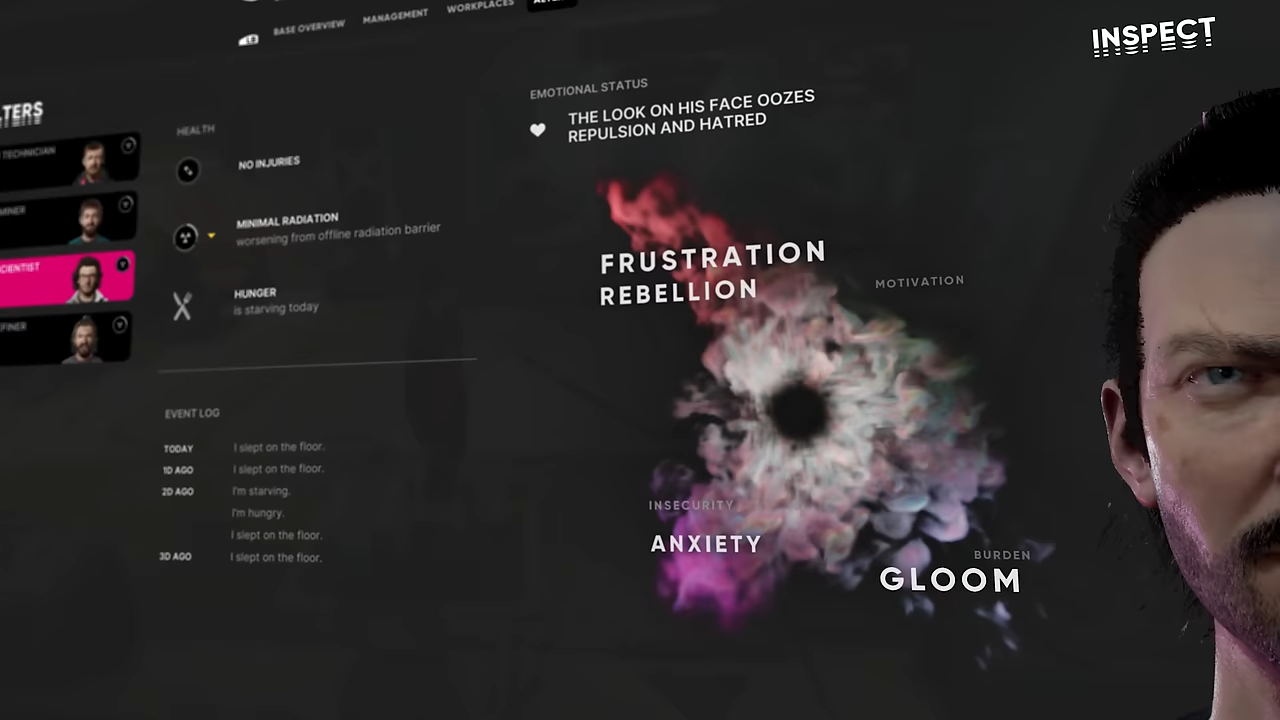 BASE OVERVIEW
MANAGEMENT
WORKPLACES
INSPECT
LB
TECHNICIAN
HEALTH
NO INJURIES
MINIMAL RADIATION
worsening from offline radiation barrier
HUNGER
is starving today
EVENT LOG
TODAY I slept on the floor.
1D AGO I slept on the floor.
2D AGO I'm starving.
I'm hungry.
I slept on the floor.
3D AGO I slept on the floor.
EMOTIONAL STATUS
THE LOOK ON HIS FACE OOZES
REPULSION AND HATRED
FRUSTRATION
REBELLION
MOTIVATION
INSECURITY
ANXIETY
BURDEN
GLOOM